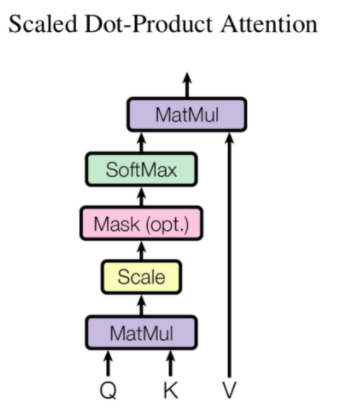 Scaled Dot-Product Attention
MatMul
SoftMax
Mask (opt.)
Scale
MatMul
Q K V